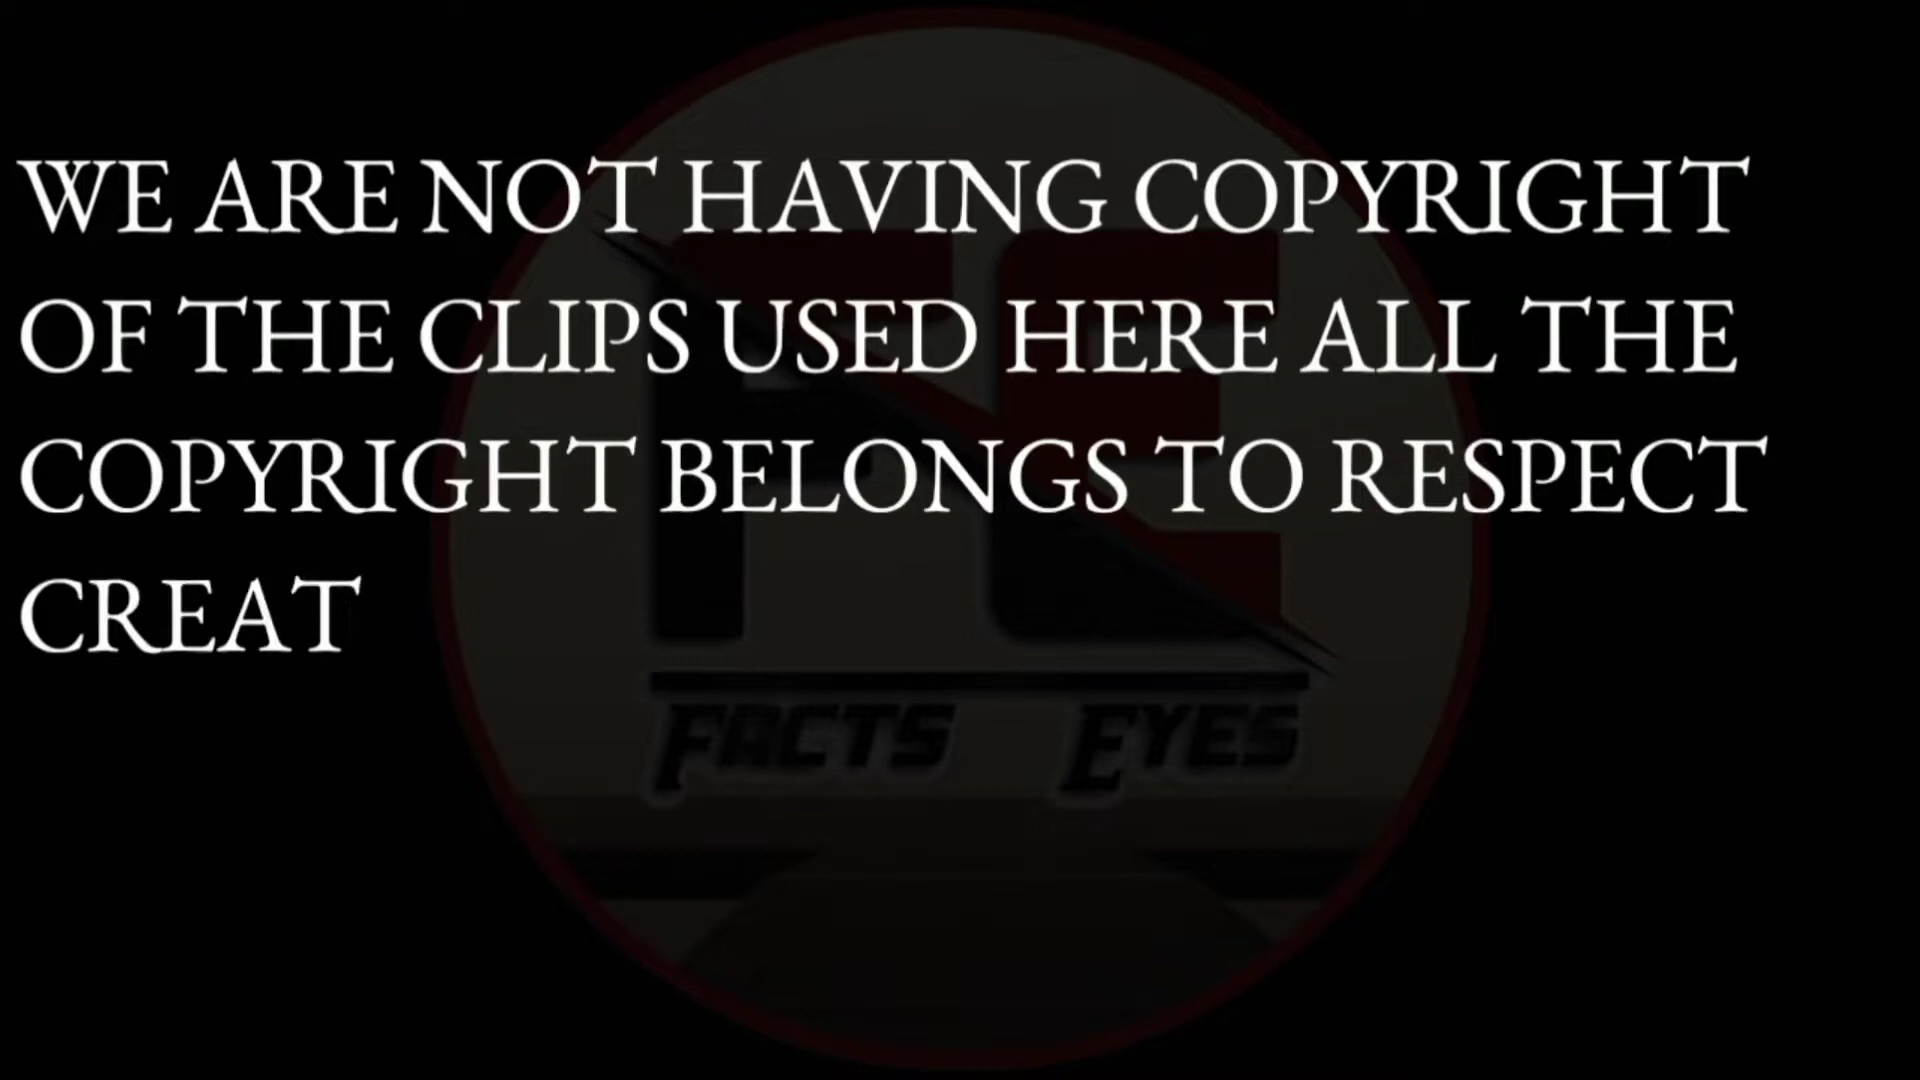 WE ARE NOT HAVING COPYRIGHT
OF THE CLIPS USED HERE ALL THE
COPYRIGHT BELONGS TO RESPECT
CREAT
FE
FACTS EYES